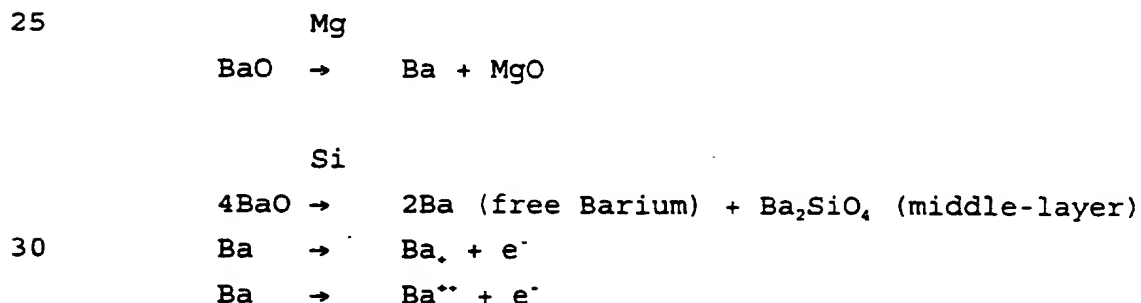 25 Mg
BaO → Ba + MgO
Si
4BaO → 2Ba (free Barium) + Ba₂SiO₄ (middle-layer)
30 Ba → Ba₊ + e⁻
Ba → Ba⁺⁺ + e⁻